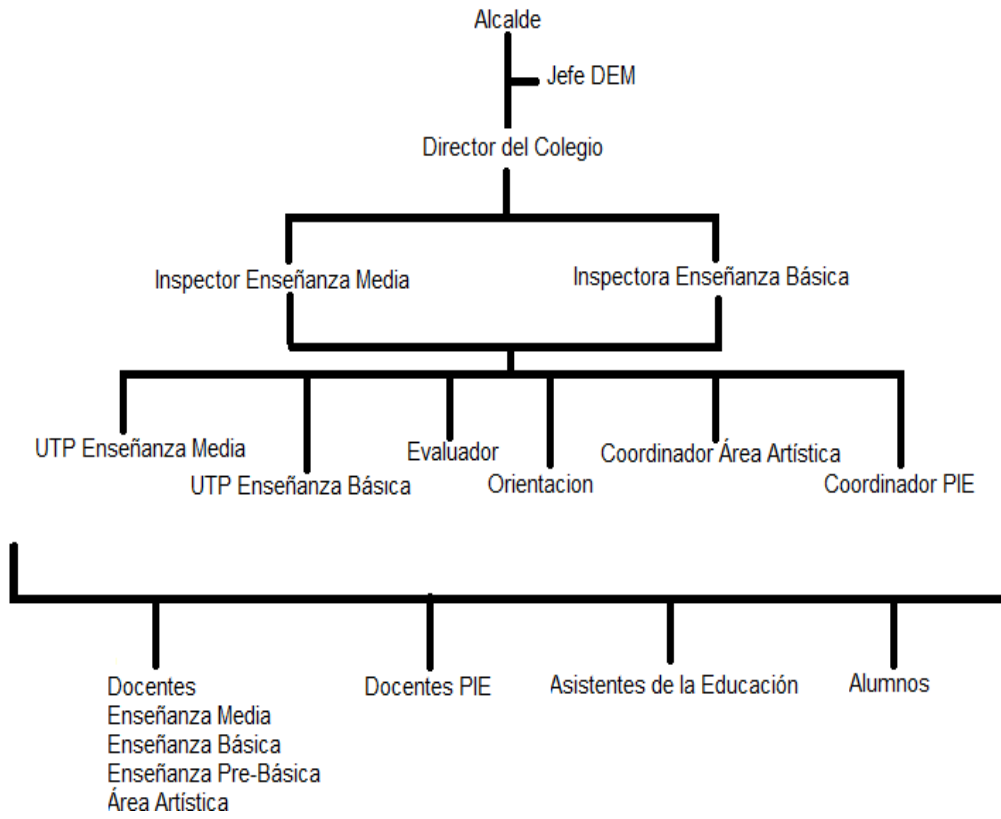 Alcalde
Jefe DEM
Director del Colegio
Inspector Enseñanza Media
Inspectora Enseñanza Básica
UTP Enseñanza Media
UTP Enseñanza Básica
Evaluador
Orientacion
Coordinador Área Artística
Coordinador PIE
Docentes
Enseñanza Media
Enseñanza Básica
Enseñanza Pre-Básica
Área Artística
Docentes PIE
Asistentes de la Educación
Alumnos